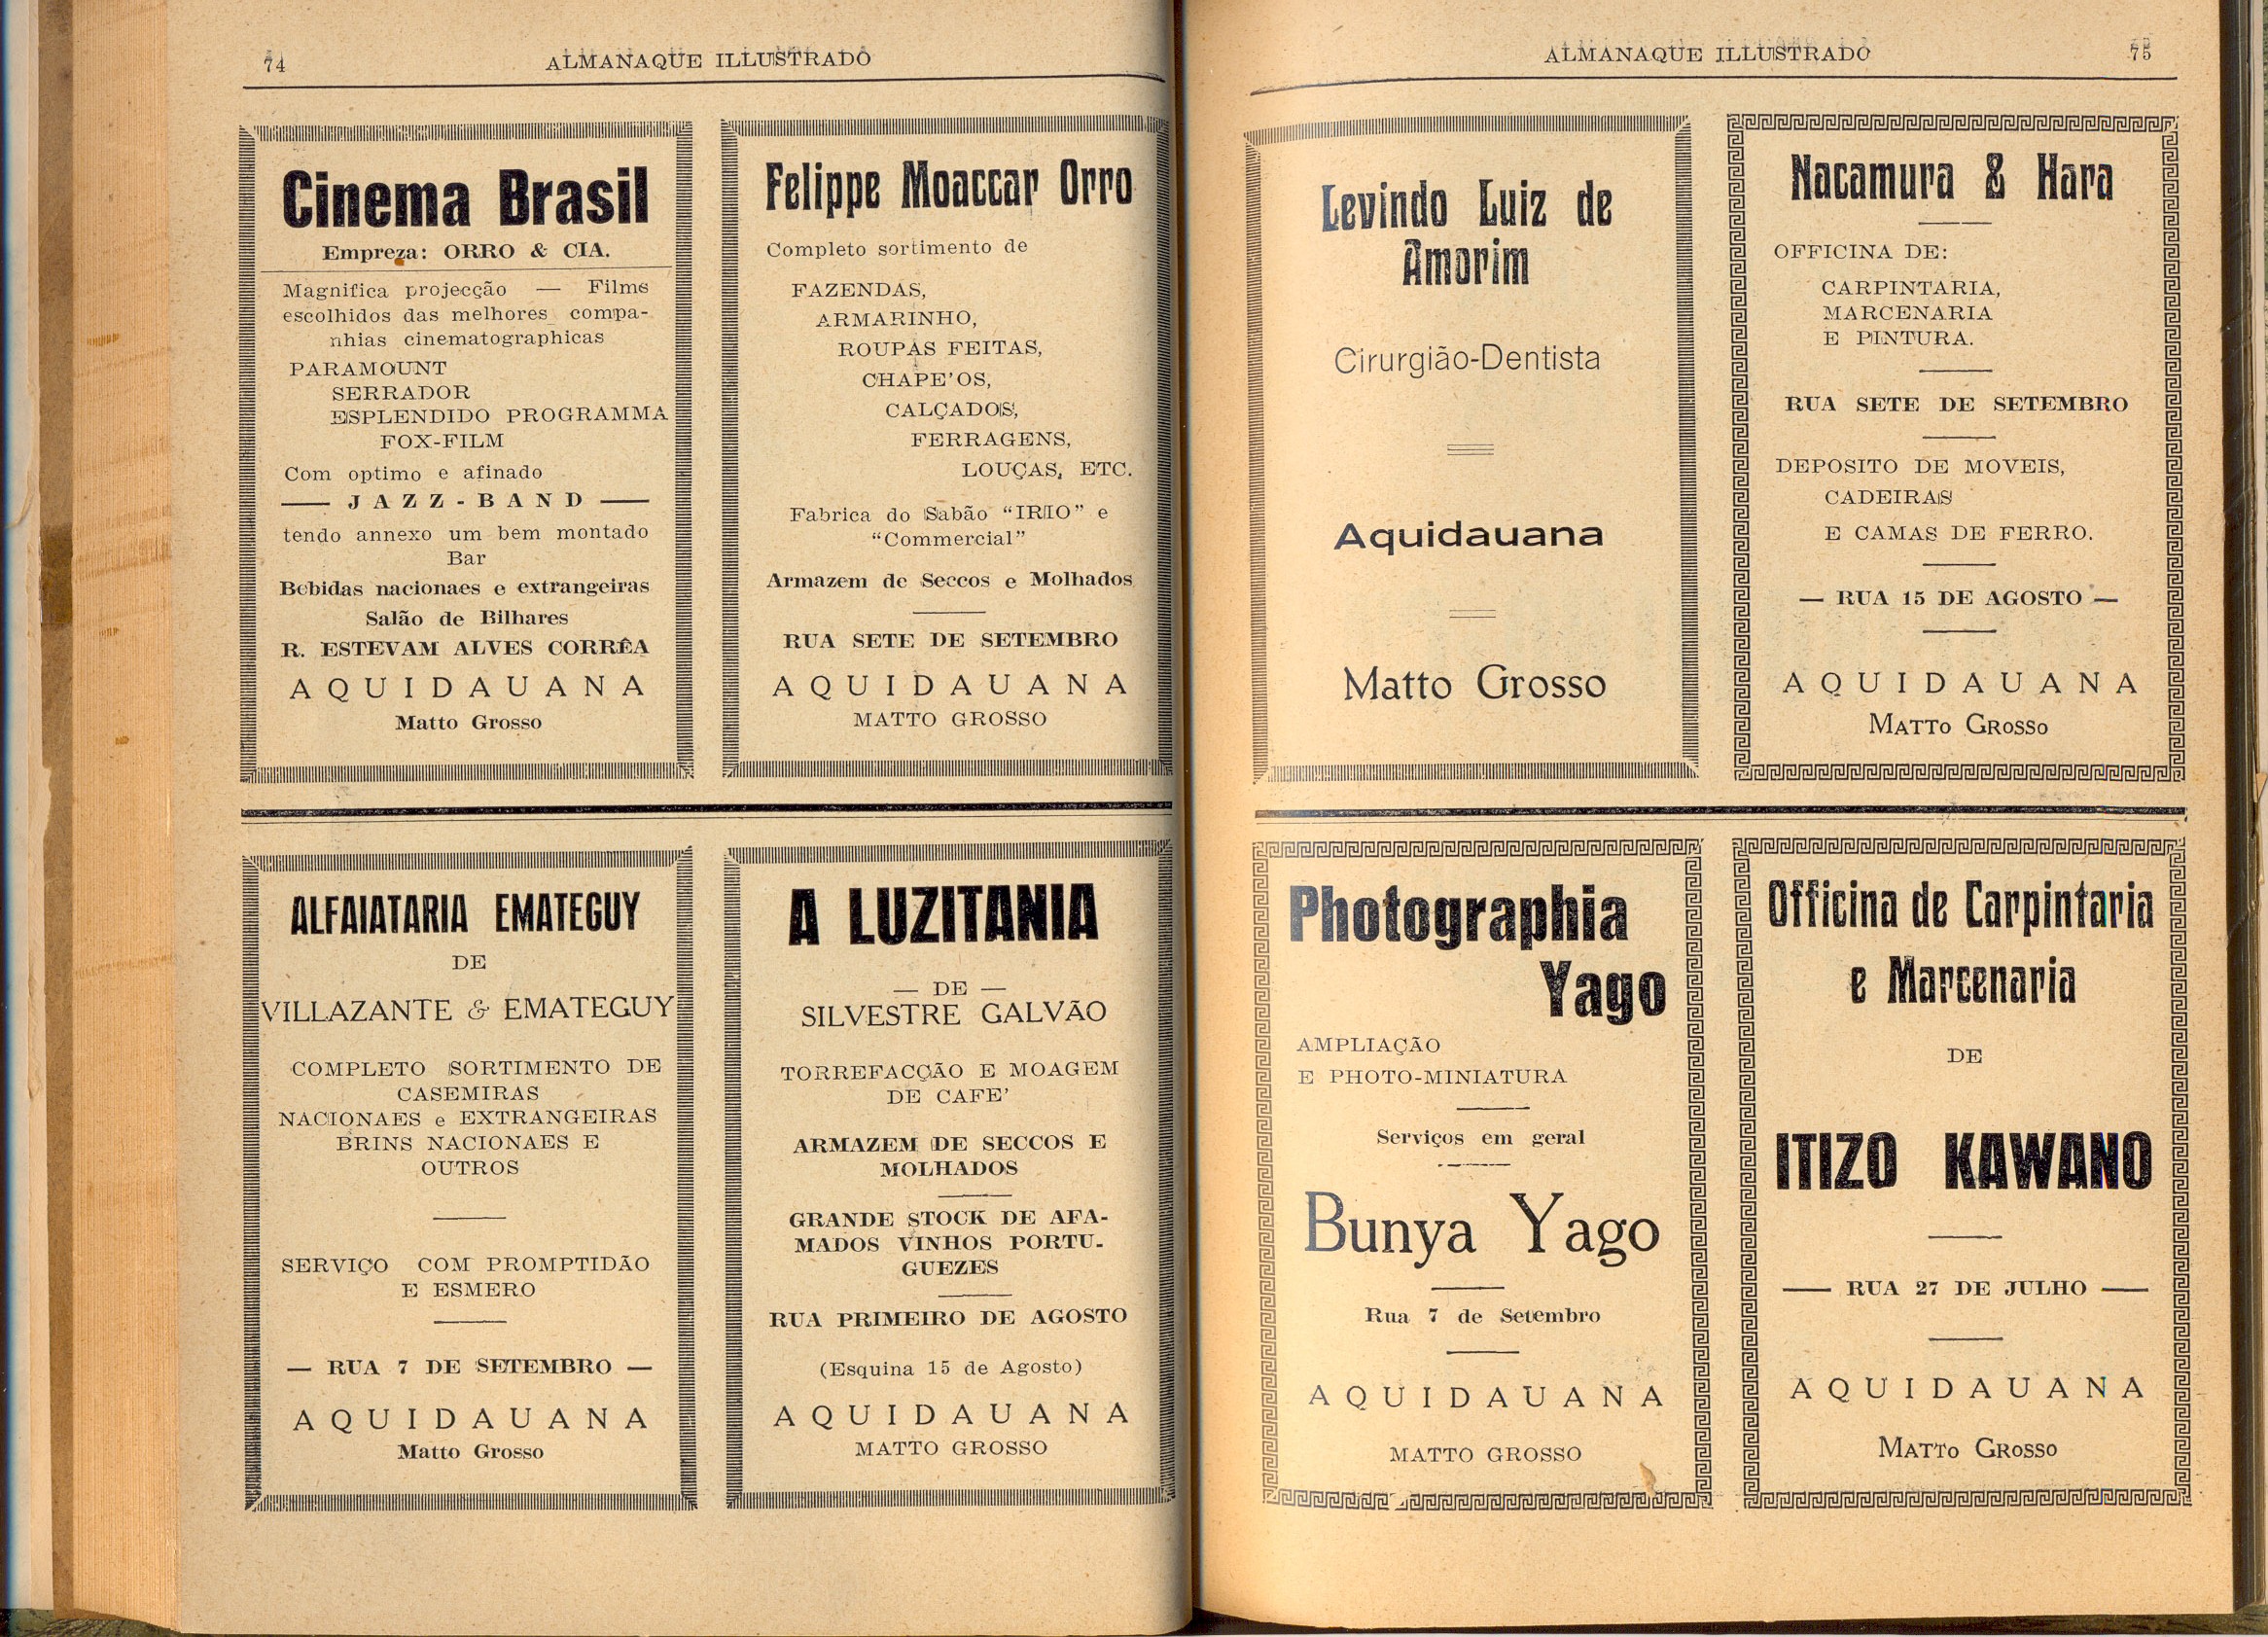 74
ALMANAQUE ILLUSTRADO
Cinema Brasil
Empreza: ORRO & CIA.
Magnifica projecção — Films
escolhidos das melhores compa-
nhias cinematographicas
PARAMOUNT
SERRADOR
ESPLENDIDO PROGRAMMA
FOX-FILM
Com optimo e afinado
— JAZZ-BAND —
tendo annexo um bem montado
Bar
Bebidas nacionaes e extrangeiras
Salão de Bilhares
R. ESTEVAM ALVES CORRÊA
AQUIDAUANA
Matto Grosso
Felippe Moaccar Orro
Completo sortimento de
FAZENDAS,
ARMARINHO,
ROUPAS FEITAS,
CHAPE'OS,
CALÇADOS,
FERRAGENS,
LOUÇAS, ETC.
Fabrica do Sabão “IRIO” e
“Commercial”
Armazem de Seccos e Molhados
RUA SETE DE SETEMBRO
AQUIDAUANA
MATTO GROSSO
ALFAIATARIA EMATEGUY
DE
VILLAZANTE & EMATEGUY
COMPLETO SORTIMENTO DE
CASEMIRAS
NACIONAES e EXTRANGEIRAS
BRINS NACIONAES E
OUTROS
SERVIÇO COM PROMPTIDÃO
E ESMERO
— RUA 7 DE SETEMBRO —
AQUIDAUANA
Matto Grosso
A LUZITANIA
— DE —
SILVESTRE GALVÃO
TORREFACÇÃO E MOAGEM
DE CAFE'
ARMAZEM DE SECCOS E
MOLHADOS
GRANDE STOCK DE AFA-
MADOS VINHOS PORTU-
GUEZES
RUA PRIMEIRO DE AGOSTO
(Esquina 15 de Agosto)
AQUIDAUANA
MATTO GROSSO
ALMANAQUE ILLUSTRADO
75
Levindo Luiz de
Amorim
Cirurgião-Dentista
Aquidauana
Matto Grosso
Nacamura & Hara
OFFICINA DE:
CARPINTARIA,
MARCENARIA
E PINTURA.
RUA SETE DE SETEMBRO
DEPOSITO DE MOVEIS,
CADEIRAS
E CAMAS DE FERRO.
— RUA 15 DE AGOSTO —
AQUIDAUANA
MATTO GROSSO
Photographia
Yago
AMPLIAÇÃO
E PHOTO-MINIATURA
Serviços em geral
Bunya Yago
Rua 7 de Setembro
AQUIDAUANA
MATTO GROSSO
Officina de Carpintaria
e Marcenaria
DE
ITIZO KAWANO
— RUA 27 DE JULHO —
AQUIDAUANA
MATTO GROSSO